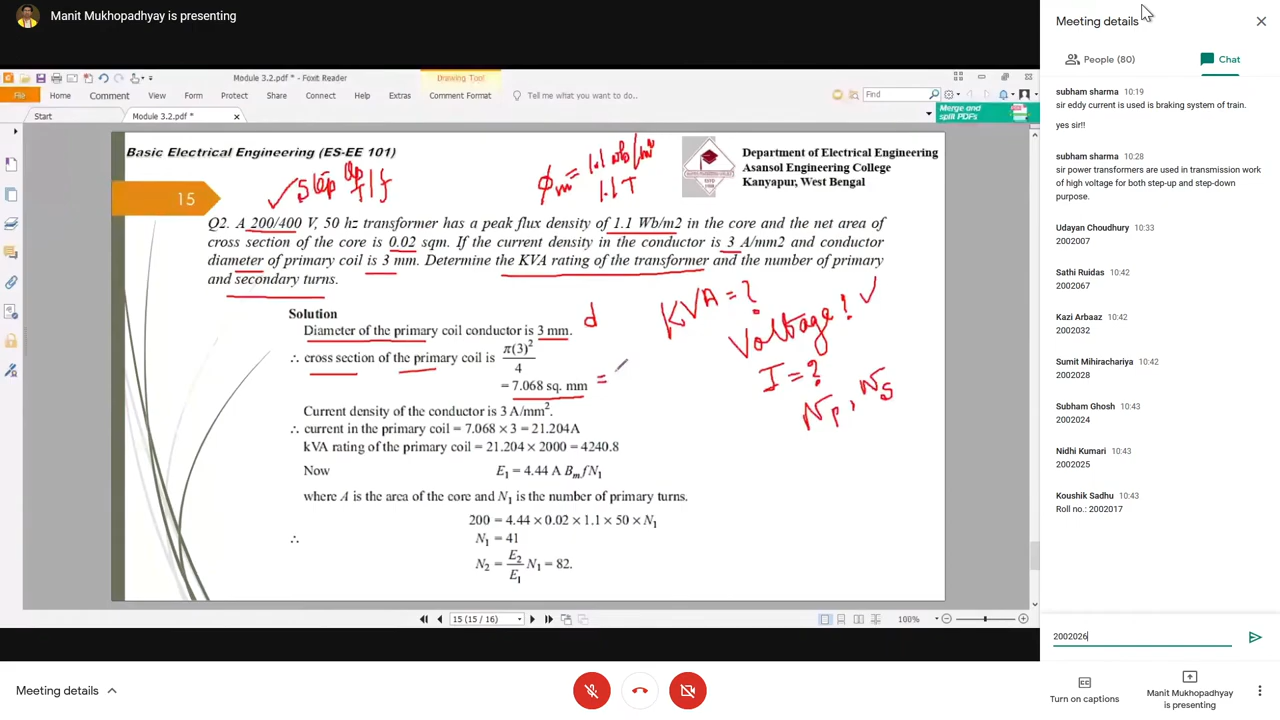 Manit Mukhopadhyay is presenting
Module 3.2.pdf * - Foxit Reader
Drawing Tool
File Home Comment View Form Protect Share Connect Help Extras Comment Format Tell me what you want to do.. Find
Start Module 3.2.pdf *
Merge and
split PDFs
Basic Electrical Engineering (ES-EE 101)
Step up T/f
ϕm = 1.1 wb/m²
1.1 T
Department of Electrical Engineering
Asansol Engineering College
Kanyapur, West Bengal
15
Q2. A 200/400 V, 50 hz transformer has a peak flux density of 1.1 Wb/m2 in the core and the net area of
cross section of the core is 0.02 sqm. If the current density in the conductor is 3 A/mm2 and conductor
diameter of primary coil is 3 mm. Determine the KVA rating of the transformer and the number of primary
and secondary turns.
Solution
Diameter of the primary coil conductor is 3 mm. d
∴ cross section of the primary coil is π(3)²/4
= 7.068 sq. mm =
KVA = ?
Voltage?
I = ?
NP, NS
Current density of the conductor is 3 A/mm².
∴ current in the primary coil = 7.068 × 3 = 21.204A
kVA rating of the primary coil = 21.204 × 2000 = 4240.8
Now E1 = 4.44 A Bm f N1
where A is the area of the core and N1 is the number of primary turns.
200 = 4.44 × 0.02 × 1.1 × 50 × N1
∴ N1 = 41
N2 = E2/E1 N1 = 82.
15 (15 / 16)
100%
Meeting details
People (80)
Chat
subham sharma 10:19
sir eddy current is used is braking system of train.
yes sir!!
subham sharma 10:28
sir power transformers are used in transmission work
of high voltage for both step-up and step-down
purpose.
Udayan Choudhury 10:33
2002007
Sathi Ruidas 10:42
2002067
Kazi Arbaaz 10:42
2002032
Sumit Mihirachariya 10:42
2002028
Subham Ghosh 10:43
2002024
Nidhi Kumari 10:43
2002025
Koushik Sadhu 10:43
Roll no.: 2002017
2002026
Meeting details
Turn on captions
Manit Mukhopadhyay
is presenting